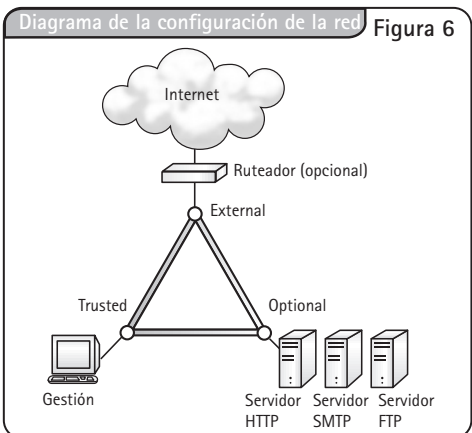 Diagrama de la configuración de la red
Figura 6
Internet
Ruteador (opcional)
External
Trusted
Optional
Gestión
Servidor HTTP
Servidor SMTP
Servidor FTP